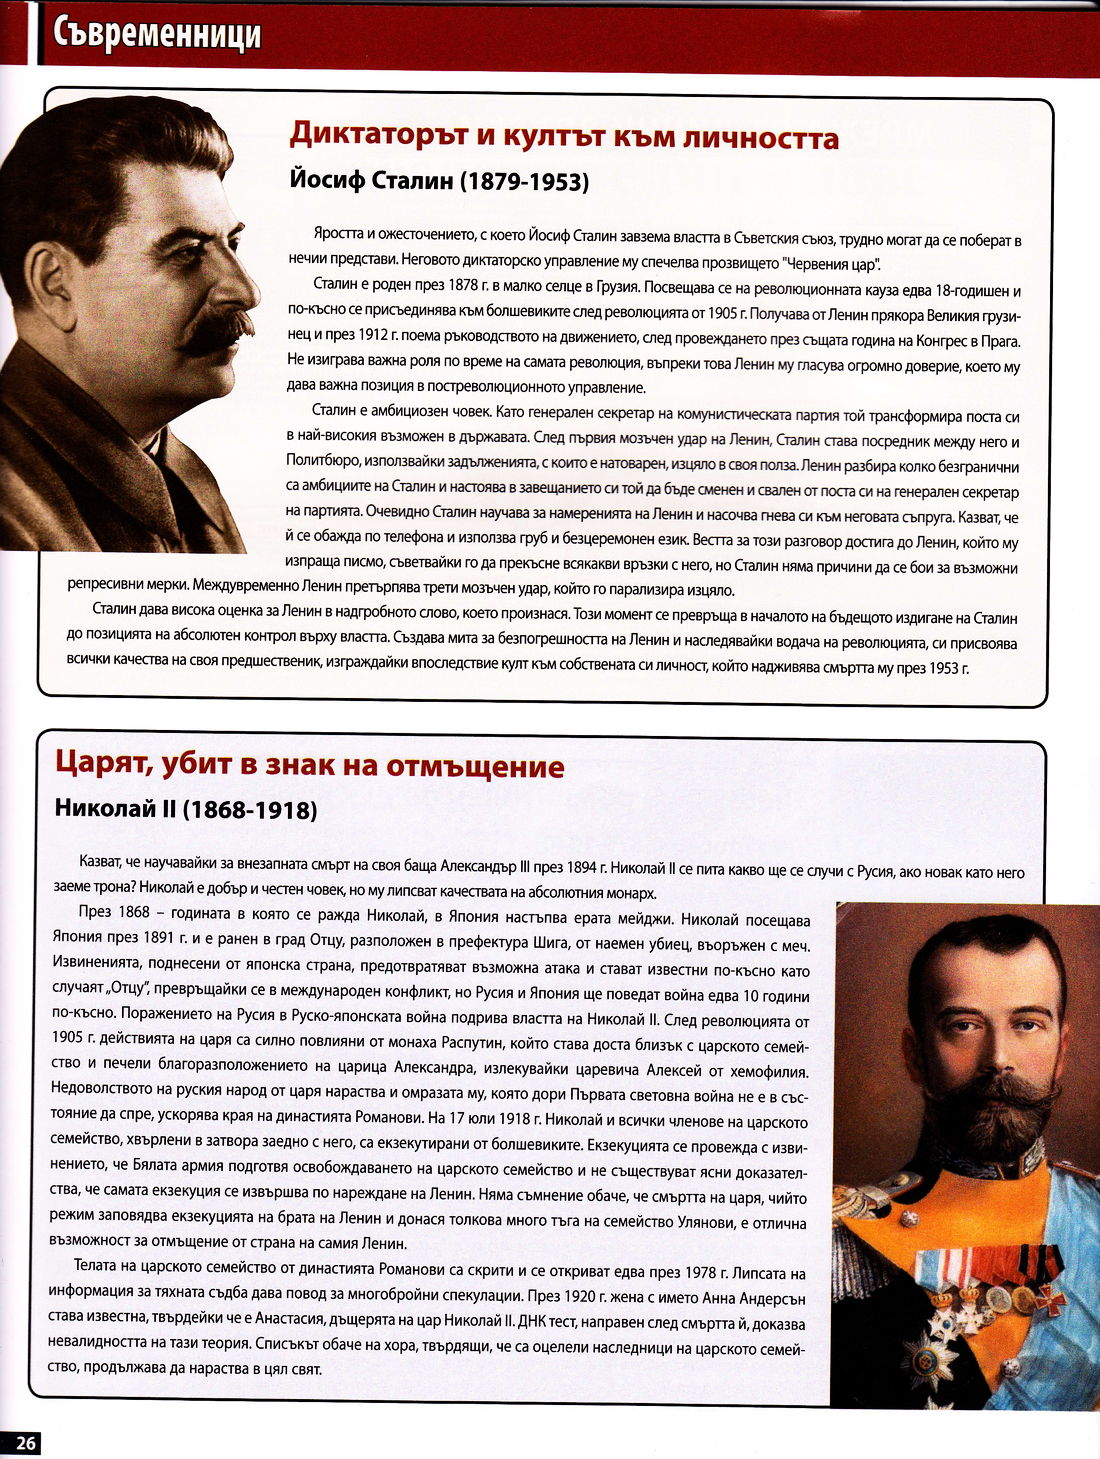 Съвременници
Диктаторът и култът към личността
Йосиф Сталин (1879-1953)
Яростта и ожесточението, с което Йосиф Сталин завзема властта в Съветския съюз, трудно могат да се поберат в
нечии представи. Неговото диктаторско управление му спечелва прозвището "Червения цар".
Сталин е роден през 1878 г. в малко селце в Грузия. Посвещава се на революционната кауза едва 18-годишен и
по-късно се присъединява към болшевиките след революцията от 1905 г. Получава от Ленин прякора Великия грузи-
нец и през 1912 г. поема ръководството на движението, след провеждането през същата година на Конгрес в Прага.
Не изиграва важна роля по време на самата революция, въпреки това Ленин му гласува огромно доверие, което му
дава важна позиция в постреволюционното управление.
Сталин е амбициозен човек. Като генерален секретар на комунистическата партия той трансформира поста си
в най-високия възможен в държавата. След първия мозъчен удар на Ленин, Сталин става посредник между него и
Политбюро, използвайки задълженията, с които е натоварен, изцяло в своя полза. Ленин разбира колко безгранични
са амбициите на Сталин и настоява в завещанието си той да бъде сменен и свален от поста си на генерален секретар
на партията. Очевидно Сталин научава за намеренията на Ленин и насочва гнева си към неговата съпруга. Казват, че
й се обажда по телефона и използва груб и безцеремонен език. Вестта за този разговор достига до Ленин, който му
изпраща писмо, съветвайки го да прекъсне всякакви връзки с него, но Сталин няма причини да се бои за възможни
репресивни мерки. Междувременно Ленин претърпява трети мозъчен удар, който го парализира изцяло.
Сталин дава висока оценка за Ленин в надгробното слово, което произнася. Този момент се превръща в началото на бъдещото издигане на Сталин
до позицията на абсолютен контрол върху властта. Създава мита за безпогрешността на Ленин и наследявайки водача на революцията, си присвоява
всички качества на своя предшественик, изграждайки впоследствие култ към собствената си личност, който надживява смъртта му през 1953 г.
Царят, убит в знак на отмъщение
Николай II (1868-1918)
Казват, че научавайки за внезапната смърт на своя баща Александър III през 1894 г. Николай II се пита какво ще се случи с Русия, ако новак като него
заеме трона? Николай е добър и честен човек, но му липсват качествата на абсолютния монарх.
През 1868 – годината в която се ражда Николай, в Япония настъпва ерата мейджи. Николай посещава
Япония през 1891 г. и е ранен в град Отцу, разположен в префектура Шига, от наемен убиец, въоръжен с меч.
Извиненията, поднесени от японска страна, предотвратяват възможна атака и стават известни по-късно като
случаят „Отцу”, превръщайки се в международен конфликт, но Русия и Япония ще поведат война едва 10 години
по-късно. Поражението на Русия в Руско-японската война подрива властта на Николай II. След революцията от
1905 г. действията на царя са силно повлияни от монаха Распутин, който става доста близък с царското семей-
ство и печели благоразположението на царица Александра, излекувайки царевича Алексей от хемофилия.
Недоволството на руския народ от царя нараства и омразата му, която дори Първата световна война не е в със-
тояние да спре, ускорява края на династията Романови. На 17 юли 1918 г. Николай и всички членове на царското
семейство, хвърлени в затвора заедно с него, са екзекутирани от болшевиките. Екзекуцията се провежда с изви-
нението, че Бялата армия подготвя освобождаването на царското семейство и не съществуват ясни доказател-
ства, че самата екзекуция се извършва по нареждане на Ленин. Няма съмнение обаче, че смъртта на царя, чийто
режим заповядва екзекуцията на брата на Ленин и донася толкова много тъга на семейство Улянови, е отлична
възможност за отмъщение от страна на самия Ленин.
Телата на царското семейство от династията Романови са скрити и се откриват едва през 1978 г. Липсата на
информация за тяхната съдба дава повод за многобройни спекулации. През 1920 г. жена с името Анна Андерсън
става известна, твърдейки че е Анастасия, дъщерята на цар Николай II. ДНК тест, направен след смъртта й, доказва
невалидността на тази теория. Списъкът обаче на хора, твърдящи, че са оцелели наследници на царското семей-
ство, продължава да нараства в цял свят.
26